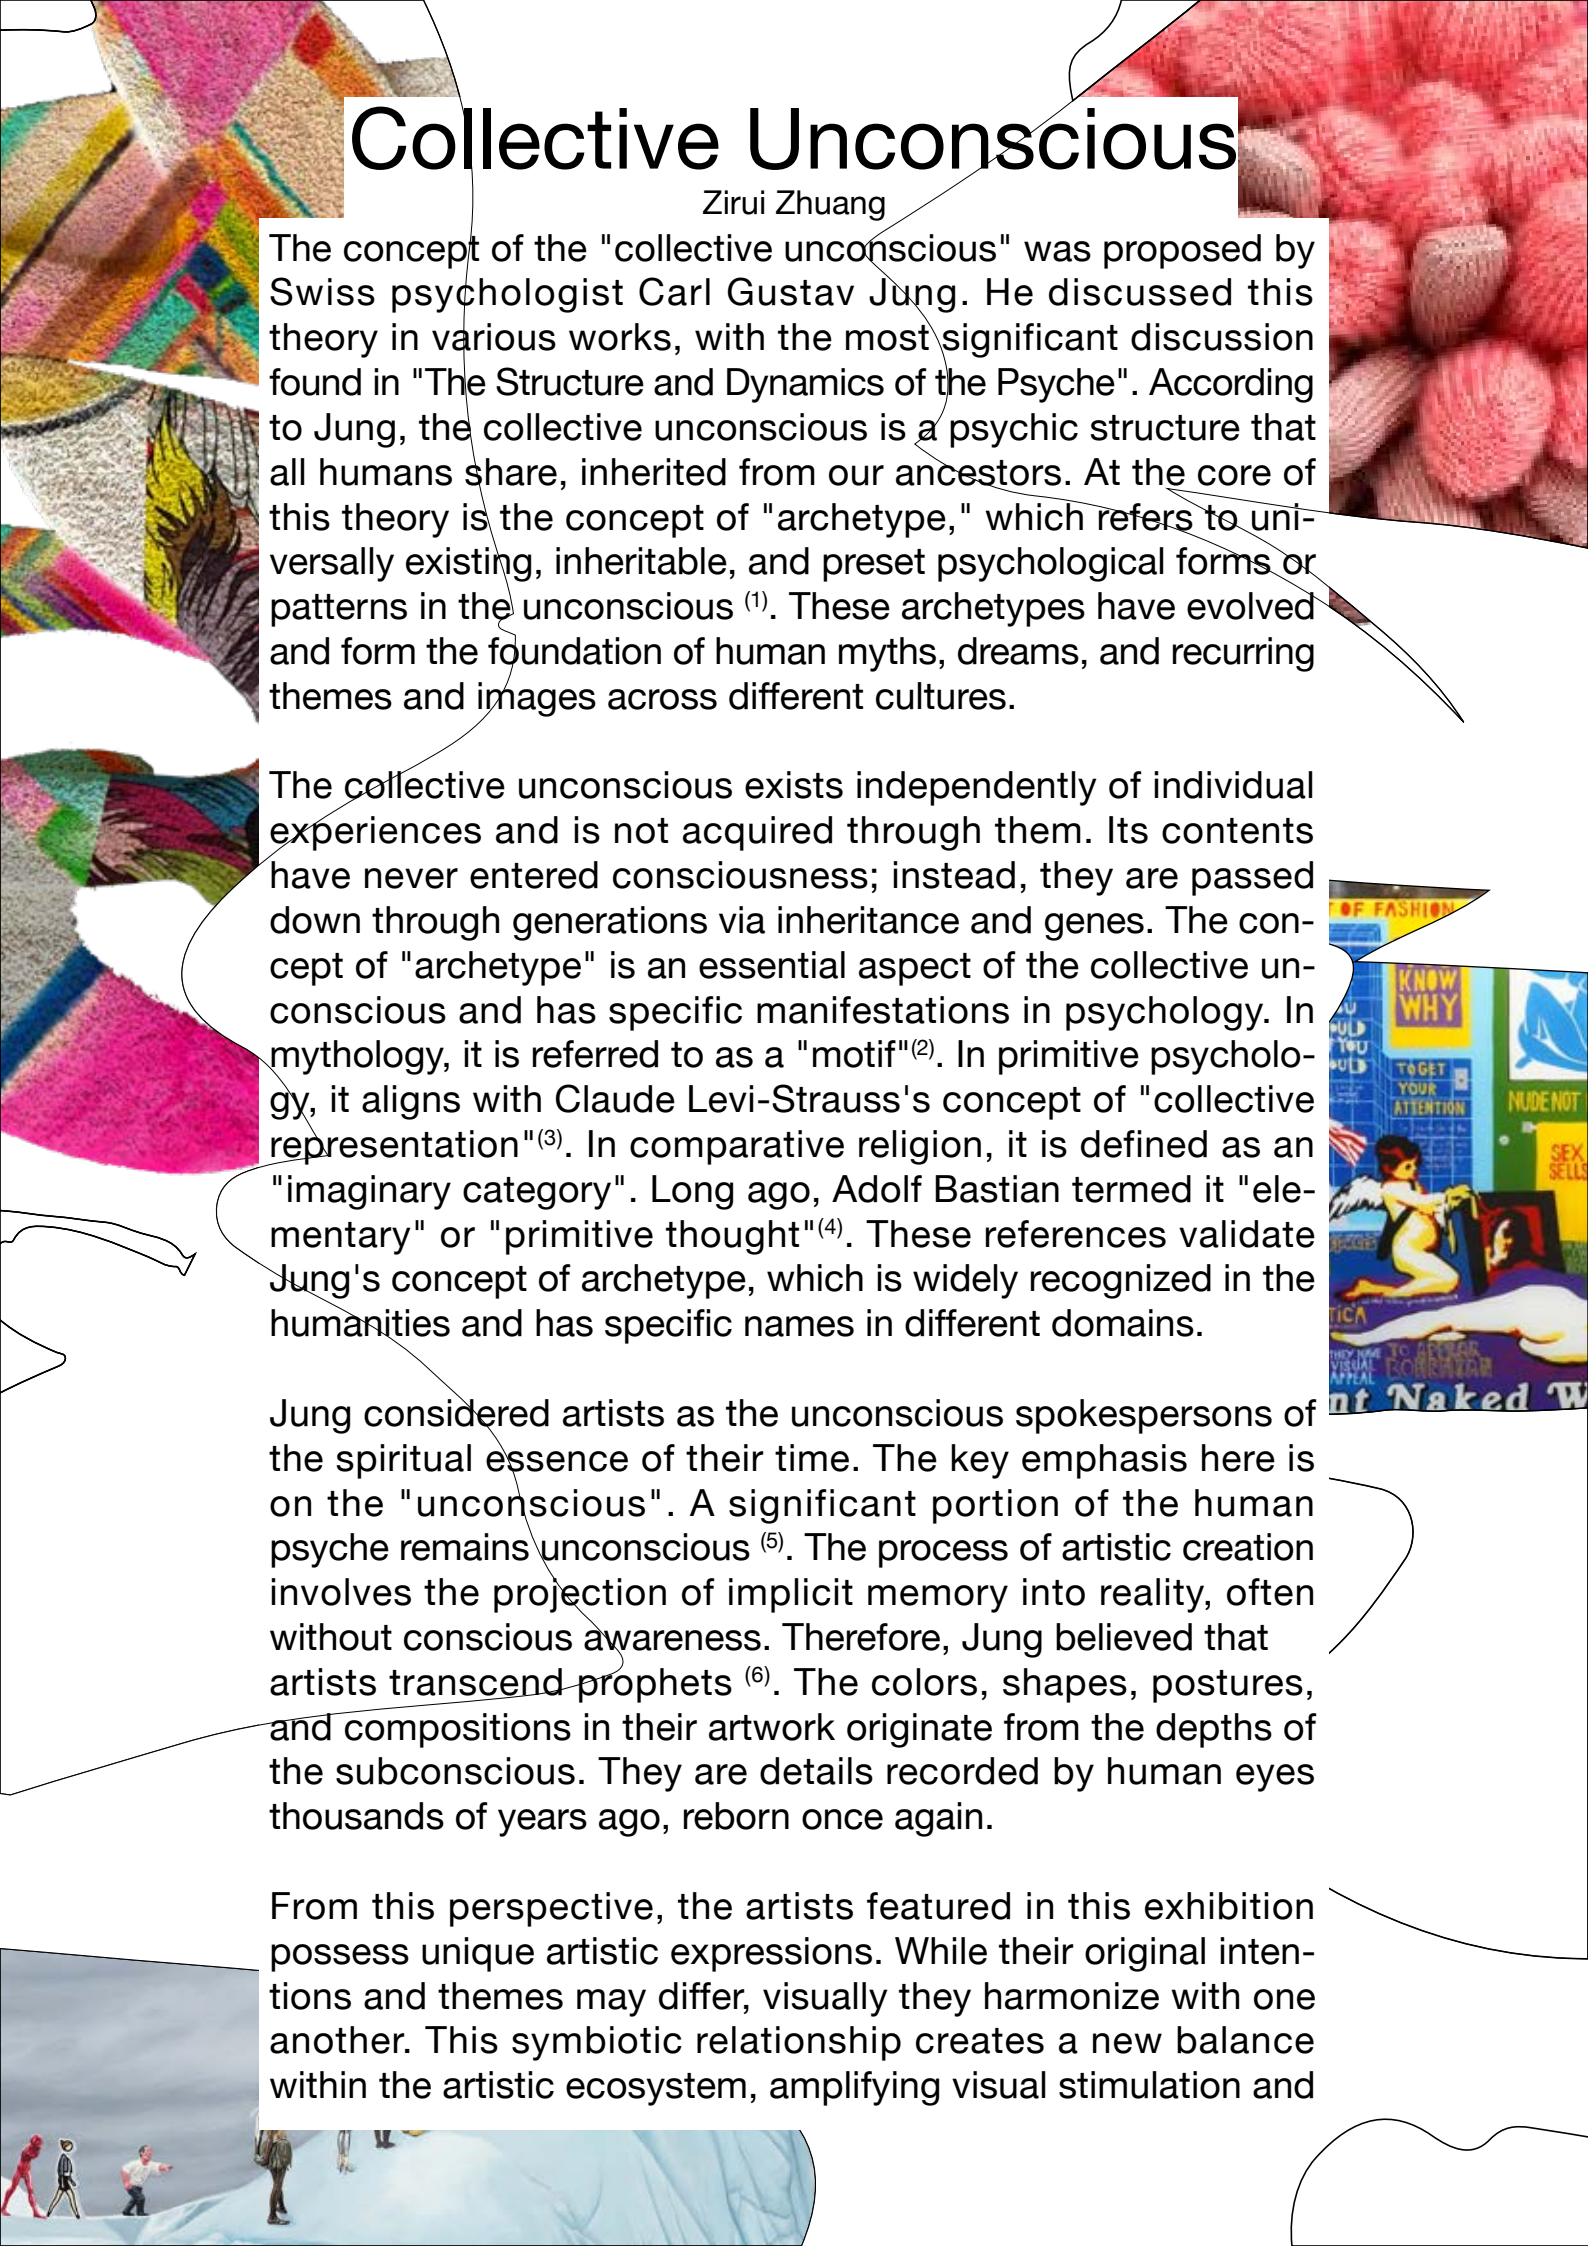 Collective Unconscious
Zirui Zhuang
The concept of the "collective unconscious" was proposed by
Swiss psychologist Carl Gustav Jung. He discussed this
theory in various works, with the most significant discussion
found in "The Structure and Dynamics of the Psyche". According
to Jung, the collective unconscious is a psychic structure that
all humans share, inherited from our ancestors. At the core of
this theory is the concept of "archetype," which refers to uni-
versally existing, inheritable, and preset psychological forms or
patterns in the unconscious (1). These archetypes have evolved
and form the foundation of human myths, dreams, and recurring
themes and images across different cultures.
The collective unconscious exists independently of individual
experiences and is not acquired through them. Its contents
have never entered consciousness; instead, they are passed
down through generations via inheritance and genes. The con-
cept of "archetype" is an essential aspect of the collective un-
conscious and has specific manifestations in psychology. In
mythology, it is referred to as a "motif"(2). In primitive psycholo-
gy, it aligns with Claude Levi-Strauss's concept of "collective
representation"(3). In comparative religion, it is defined as an
"imaginary category". Long ago, Adolf Bastian termed it "ele-
mentary" or "primitive thought"(4). These references validate
Jung's concept of archetype, which is widely recognized in the
humanities and has specific names in different domains.
Jung considered artists as the unconscious spokespersons of
the spiritual essence of their time. The key emphasis here is
on the "unconscious". A significant portion of the human
psyche remains unconscious (5). The process of artistic creation
involves the projection of implicit memory into reality, often
without conscious awareness. Therefore, Jung believed that
artists transcend prophets (6). The colors, shapes, postures,
and compositions in their artwork originate from the depths of
the subconscious. They are details recorded by human eyes
thousands of years ago, reborn once again.
From this perspective, the artists featured in this exhibition
possess unique artistic expressions. While their original inten-
tions and themes may differ, visually they harmonize with one
another. This symbiotic relationship creates a new balance
within the artistic ecosystem, amplifying visual stimulation and
OF FASHION
KNOW
WHY
TO GET
YOUR
ATTENTION
NUDE NOT
SEX
SELLS
TICA
THEY HAVE
VISUAL
APPEAL
TO APPEAR
BOHEMIAN
nt Naked W